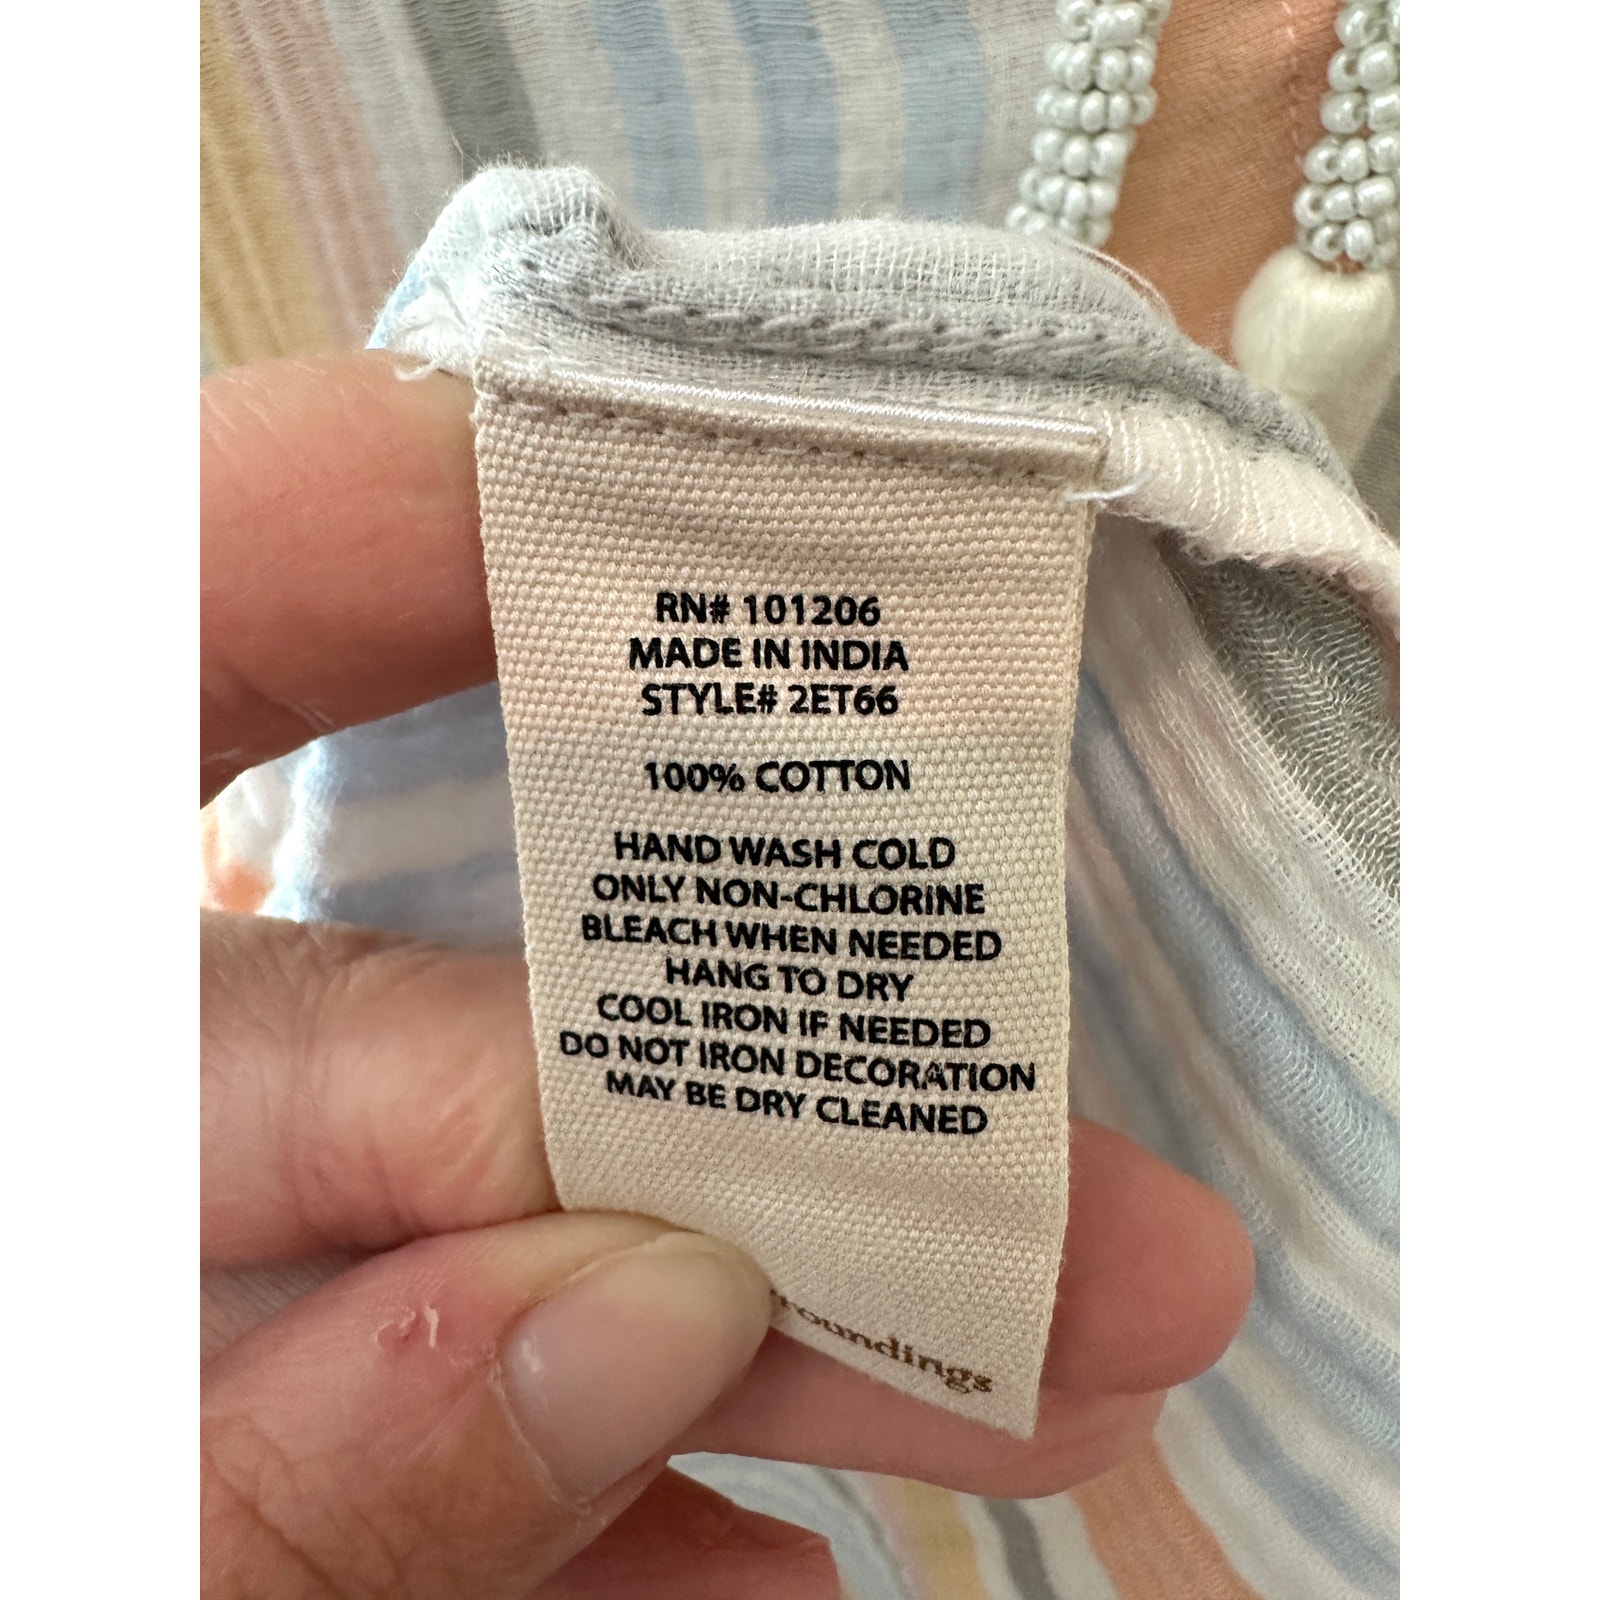 RN# 101206
MADE IN INDIA
STYLE# 2ET66
100% COTTON
HAND WASH COLD
ONLY NON-CHLORINE
BLEACH WHEN NEEDED
HANG TO DRY
COOL IRON IF NEEDED
DO NOT IRON DECORATION
MAY BE DRY CLEANED
roundings